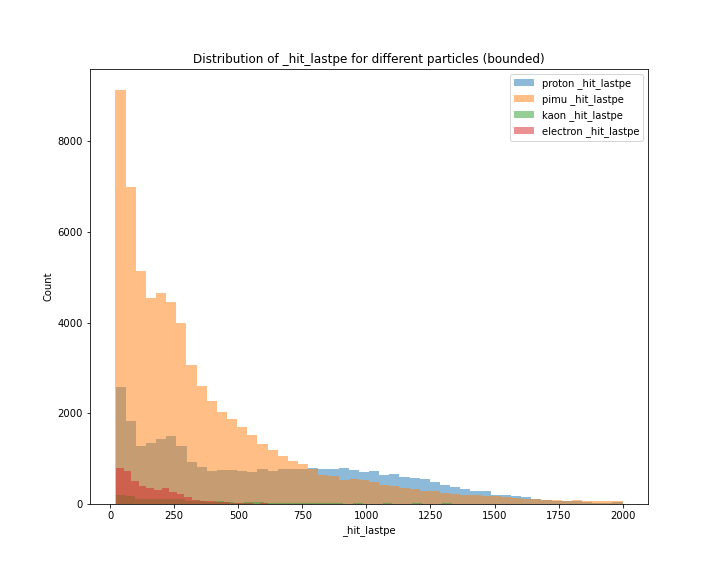 Distribution of _hit_lastpe for different particles (bounded)
proton _hit_lastpe
pimu _hit_lastpe
kaon _hit_lastpe
electron _hit_lastpe
8000
6000
4000
2000
0
Count
0 250 500 750 1000 1250 1500 1750 2000
_hit_lastpe